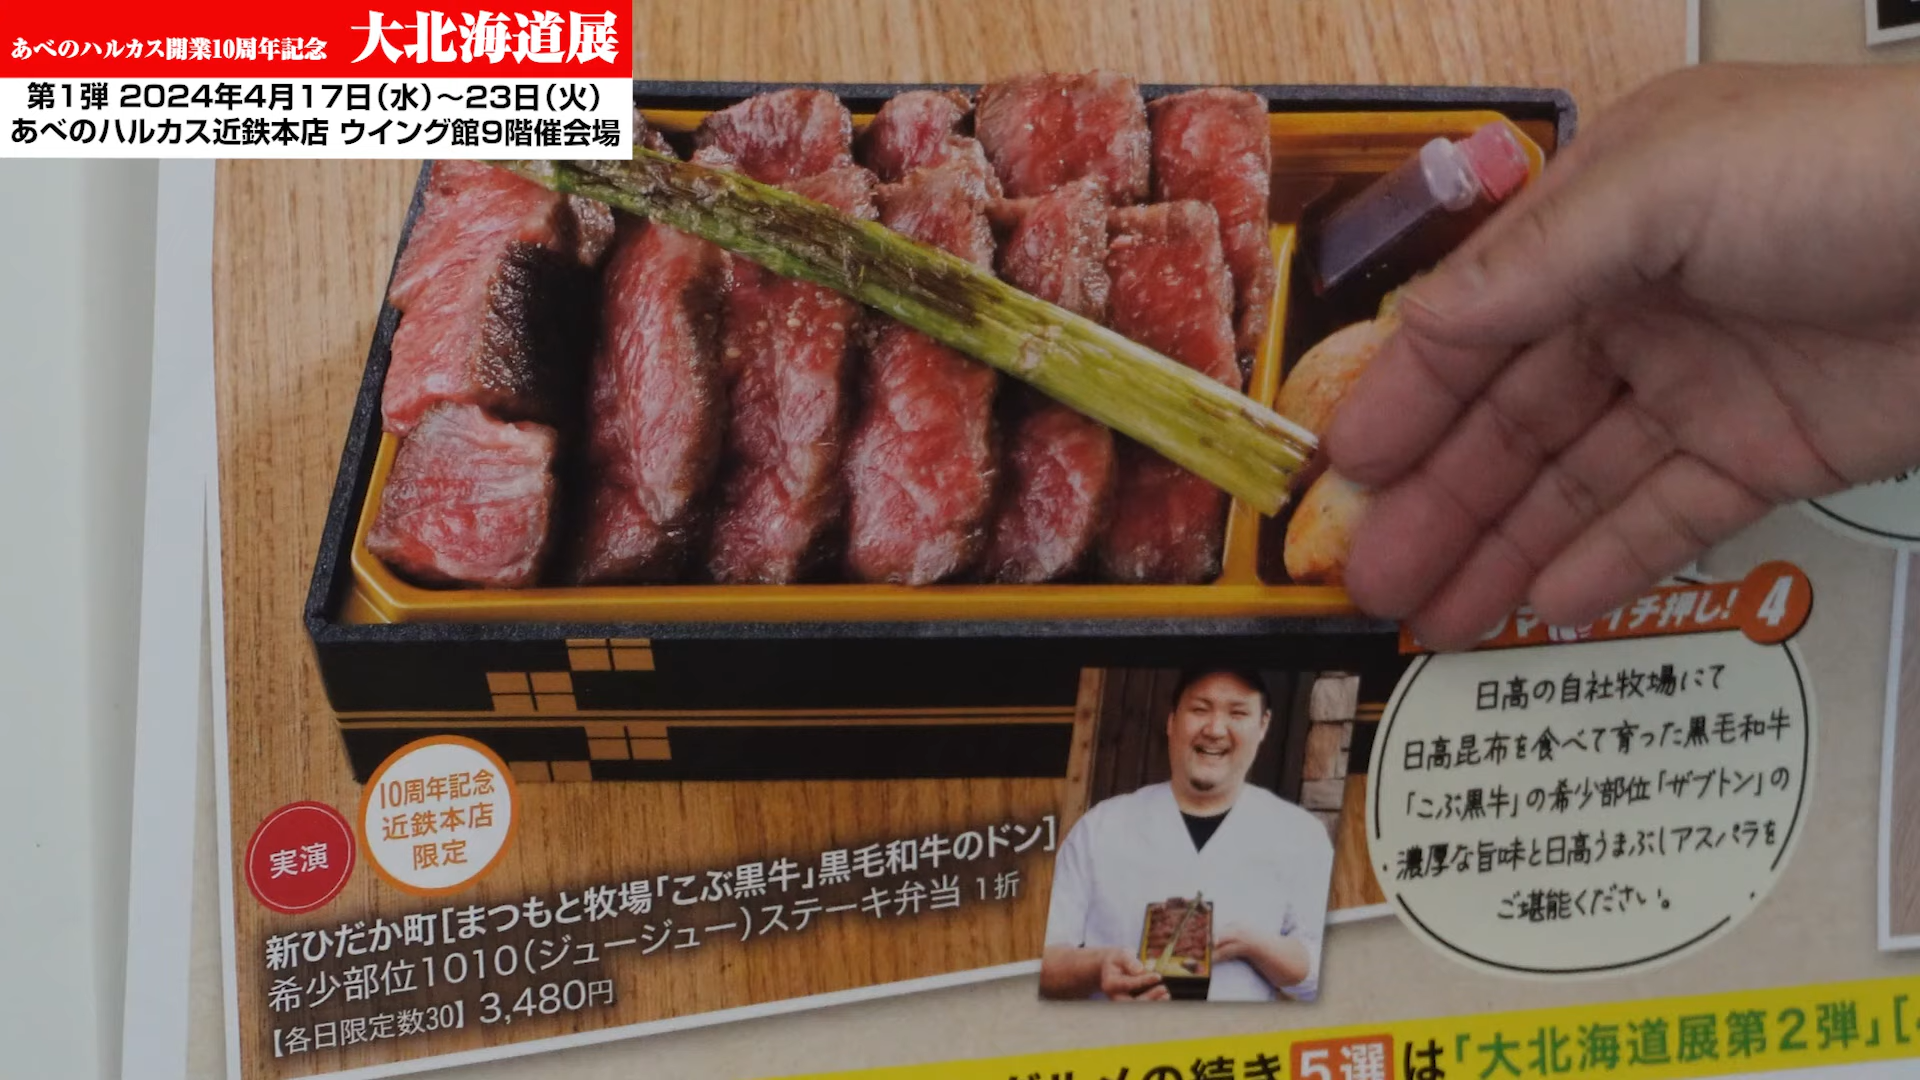 あべのハルカス開業10周年記念 大北海道展
第1弾 2024年4月17日(水)~23日(火)
あべのハルカス近鉄本店 ウイング館9階催会場
イチ押し! 4
日高の自社牧場にて
日高昆布を食べて育った黒毛和牛
「こぶ黒牛」の希少部位「ザブトン」の
濃厚な旨味と日高うまぶしアスパラを
ご堪能ください。
10周年記念
近鉄本店
限定
実演
新ひだか町[まつもと牧場「こぶ黒牛」黒毛和牛のドン]
希少部位1010(ジュージュー)ステーキ弁当 1折
【各日限定数30】3,480円
の続き5選は「大北海道展第2弾」[